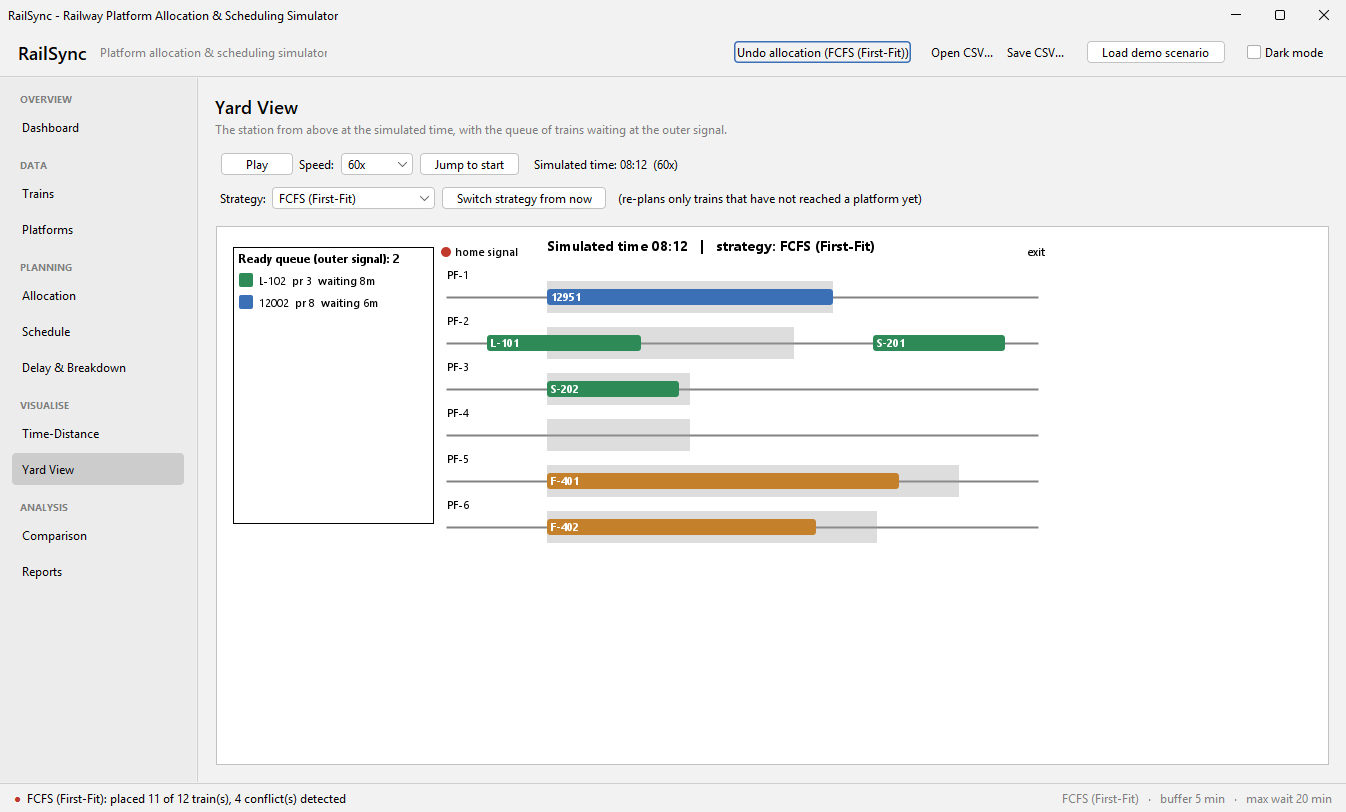 RailSync - Railway Platform Allocation & Scheduling Simulator
RailSync Platform allocation & scheduling simulator Undo allocation (FCFS (First-Fit)) Open CSV... Save CSV... Load demo scenario Dark mode
OVERVIEW
Dashboard
DATA
Trains
Platforms
PLANNING
Allocation
Schedule
Delay & Breakdown
VISUALISE
Time-Distance
Yard View
ANALYSIS
Comparison
Reports
Yard View
The station from above at the simulated time, with the queue of trains waiting at the outer signal.
Play Speed: 60x Jump to start Simulated time: 08:12 (60x)
Strategy: FCFS (First-Fit) Switch strategy from now (re-plans only trains that have not reached a platform yet)
Ready queue (outer signal): 2
L-102 pr 3 waiting 8m
12002 pr 8 waiting 6m
home signal Simulated time 08:12 | strategy: FCFS (First-Fit) exit
PF-1
12951
PF-2
L-101 S-201
PF-3
S-202
PF-4
PF-5
F-401
PF-6
F-402
FCFS (First-Fit): placed 11 of 12 train(s), 4 conflict(s) detected FCFS (First-Fit) · buffer 5 min · max wait 20 min